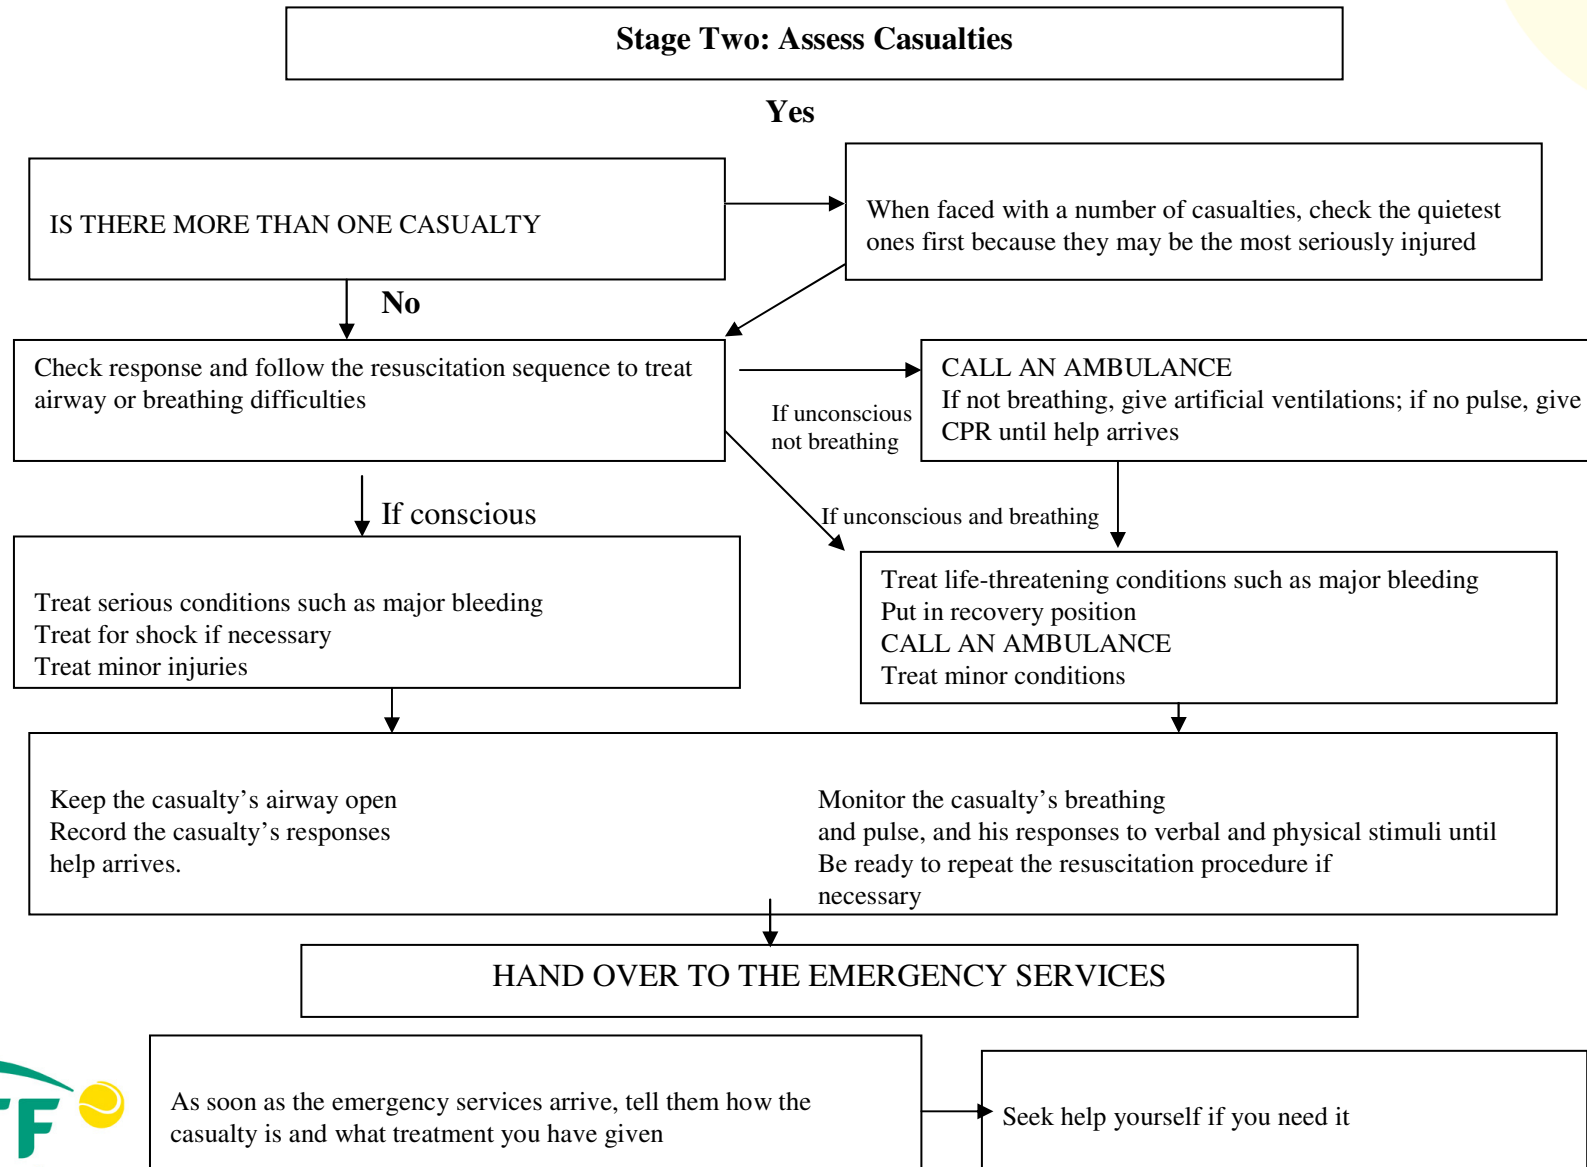 Stage Two: Assess Casualties
Yes
IS THERE MORE THAN ONE CASUALTY
When faced with a number of casualties, check the quietest
ones first because they may be the most seriously injured
No
Check response and follow the resuscitation sequence to treat
airway or breathing difficulties
If unconscious
not breathing
CALL AN AMBULANCE
If not breathing, give artificial ventilations; if no pulse, give
CPR until help arrives
If conscious
If unconscious and breathing
Treat serious conditions such as major bleeding
Treat for shock if necessary
Treat minor injuries
Treat life-threatening conditions such as major bleeding
Put in recovery position
CALL AN AMBULANCE
Treat minor conditions
Keep the casualty's airway open
Record the casualty's responses
help arrives.
Monitor the casualty's breathing
and pulse, and his responses to verbal and physical stimuli until
Be ready to repeat the resuscitation procedure if
necessary
HAND OVER TO THE EMERGENCY SERVICES
As soon as the emergency services arrive, tell them how the
casualty is and what treatment you have given
Seek help yourself if you need it